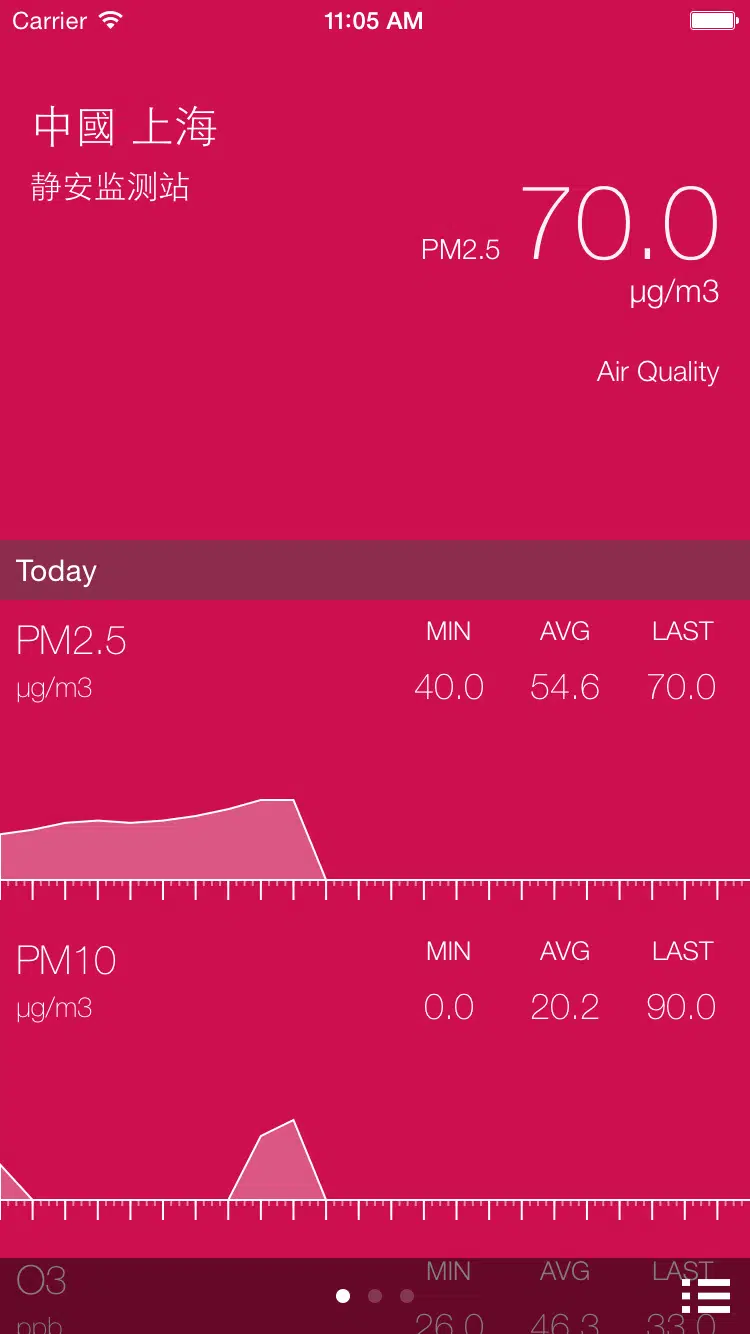 Carrier 11:05 AM
中國 上海
静安监测站
PM2.5 70.0
µg/m3
Air Quality
Today
PM2.5 MIN AVG LAST
µg/m3 40.0 54.6 70.0
PM10 MIN AVG LAST
µg/m3 0.0 20.2 90.0
O3 MIN AVG LAST
ppb 26.0 46.3 33.0